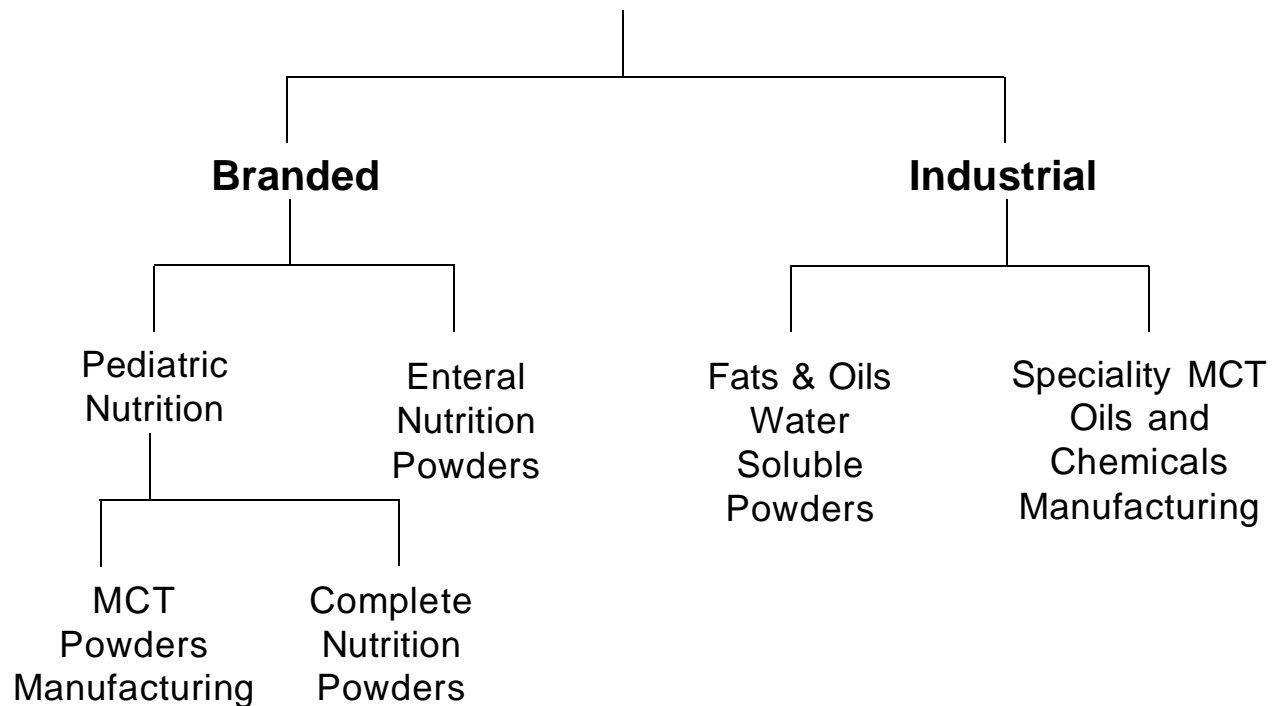 Branded
Industrial
Pediatric
Nutrition
Enteral
Nutrition
Powders
Fats & Oils
Water
Soluble
Powders
Speciality MCT
Oils and
Chemicals
Manufacturing
MCT
Powders
Manufacturing
Complete
Nutrition
Powders